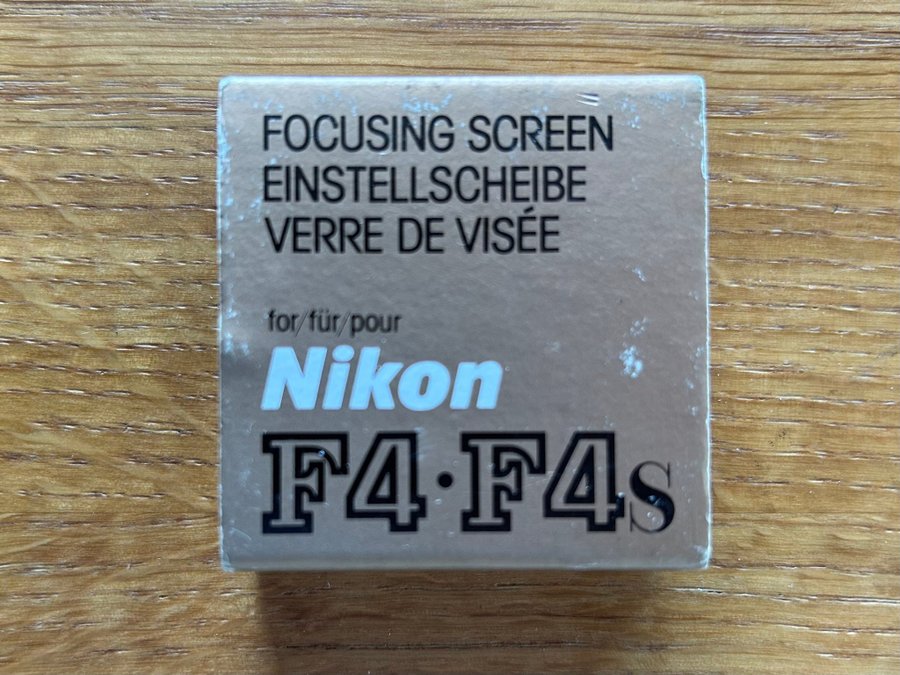 FOCUSING SCREEN
EINSTELLSCHEIBE
VERRE DE VISÉE
for/für/pour
Nikon
F4·F4s